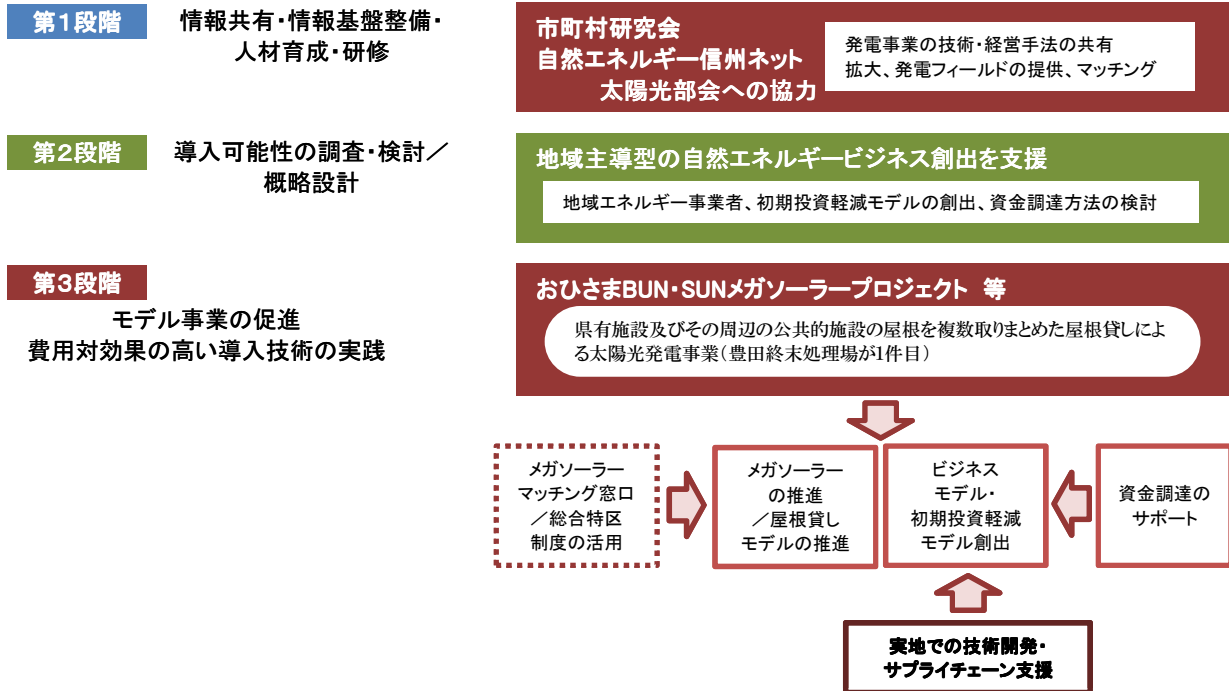 第1段階
情報共有・情報基盤整備・
人材育成・研修
市町村研究会
自然エネルギー信州ネット
太陽光部会への協力
発電事業の技術・経営手法の共有
拡大、発電フィールドの提供、マッチング
第2段階
導入可能性の調査・検討／
概略設計
地域主導型の自然エネルギービジネス創出を支援
地域エネルギー事業者、初期投資軽減モデルの創出、資金調達方法の検討
第3段階
モデル事業の促進
費用対効果の高い導入技術の実践
おひさまBUN・SUNメガソーラープロジェクト 等
県有施設及びその周辺の公共的施設の屋根を複数取りまとめた屋根貸しによ
る太陽光発電事業（豊田終末処理場が1件目）
メガソーラー
マッチング窓口
／総合特区
制度の活用
メガソーラー
の推進
／屋根貸し
モデルの推進
ビジネス
モデル・
初期投資軽減
モデル創出
資金調達の
サポート
実地での技術開発・
サプライチェーン支援